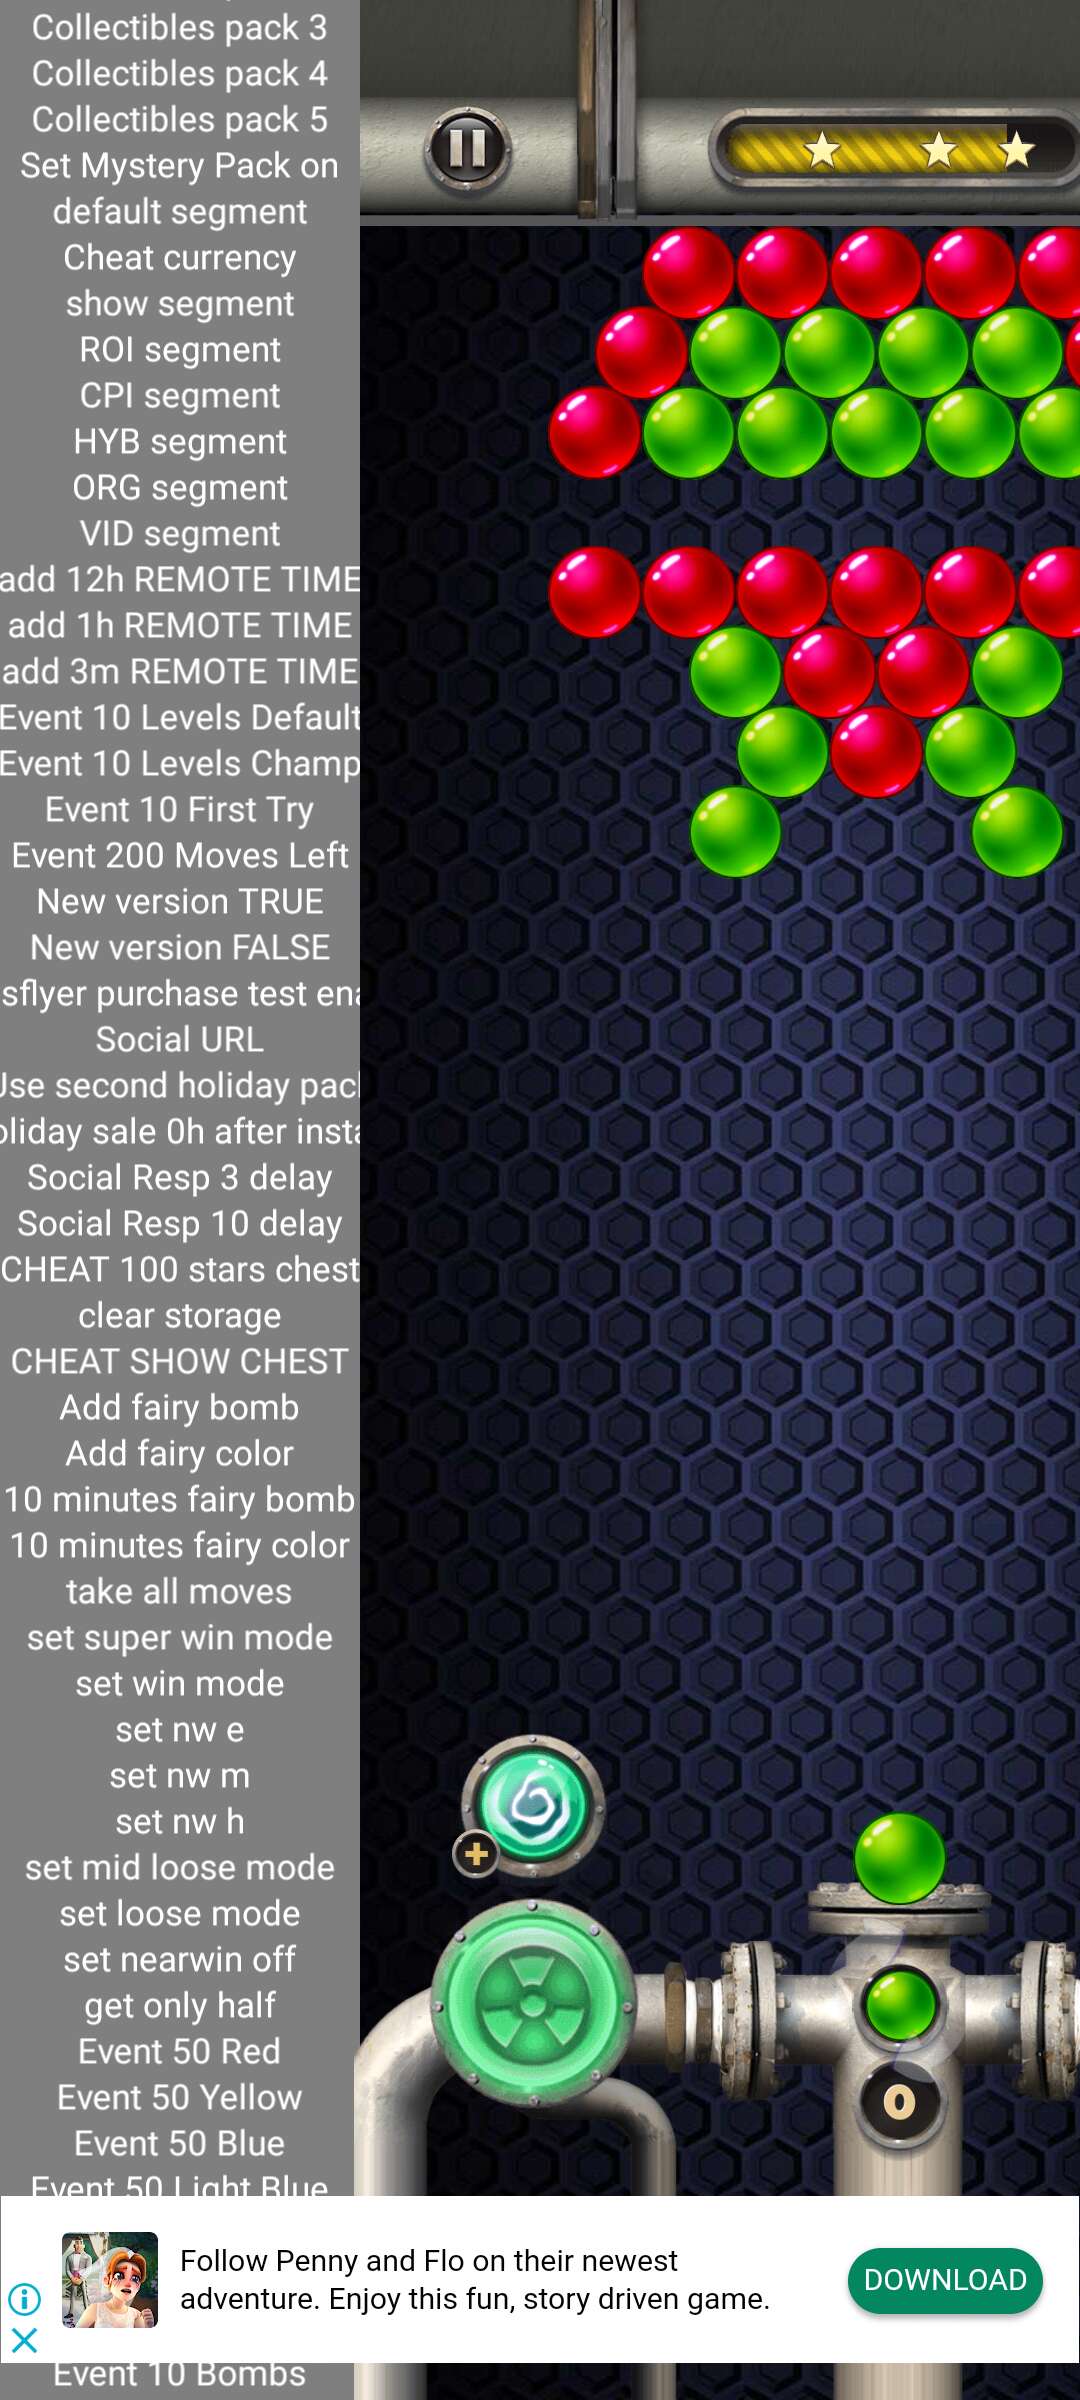 Collectibles pack 3
Collectibles pack 4
Collectibles pack 5
Set Mystery Pack on
default segment
Cheat currency
show segment
ROI segment
CPI segment
HYB segment
ORG segment
VID segment
add 12h REMOTE TIME
add 1h REMOTE TIME
add 3m REMOTE TIME
Event 10 Levels Default
Event 10 Levels Champ
Event 10 First Try
Event 200 Moves Left
New version TRUE
New version FALSE
sflyer purchase test ena
Social URL
Use second holiday pack
oliday sale 0h after insta
Social Resp 3 delay
Social Resp 10 delay
CHEAT 100 stars chest
clear storage
CHEAT SHOW CHEST
Add fairy bomb
Add fairy color
10 minutes fairy bomb
10 minutes fairy color
take all moves
set super win mode
set win mode
set nw e
set nw m
set nw h
set mid loose mode
set loose mode
set nearwin off
get only half
Event 50 Red
Event 50 Yellow
Event 50 Blue
Event 50 Light Blue
0
Follow Penny and Flo on their newest
adventure. Enjoy this fun, story driven game.
DOWNLOAD
Event 10 Bombs